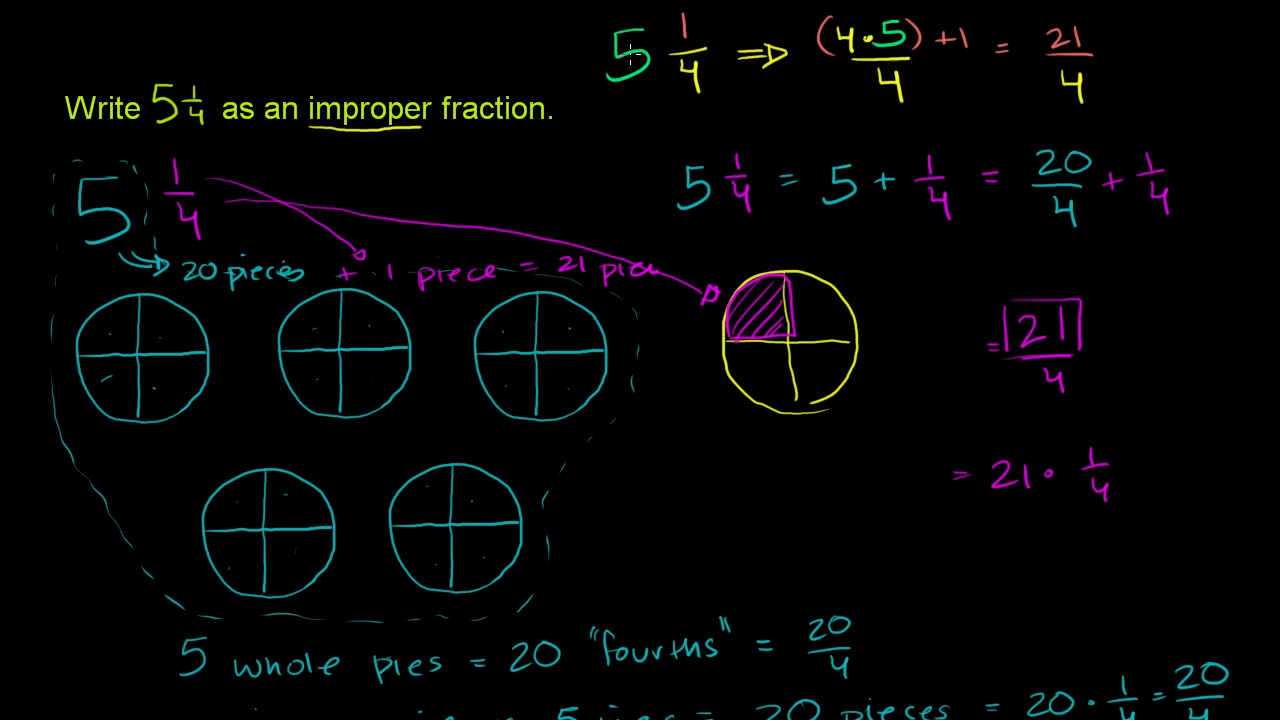 5 1/4 ⇒ (4·5)+1/4 = 21/4
Write 5 1/4 as an improper fraction.
5 1/4
5 1/4 = 5 + 1/4 = 20/4 + 1/4
→ 20 pieces + 1 piece = 21 piec
= 21/4
= 21 · 1/4
5 whole pies = 20 "fourths" = 20/4
5 = 20 pieces = 20 · 1/4 = 20/4